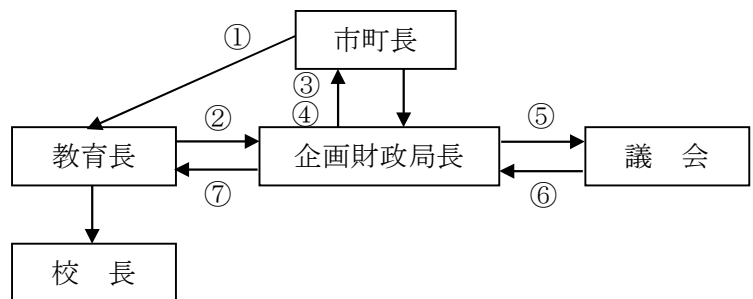 ①
市町長
③
④
②
⑤
教育長
企画財政局長
議　会
⑦
⑥
校　長